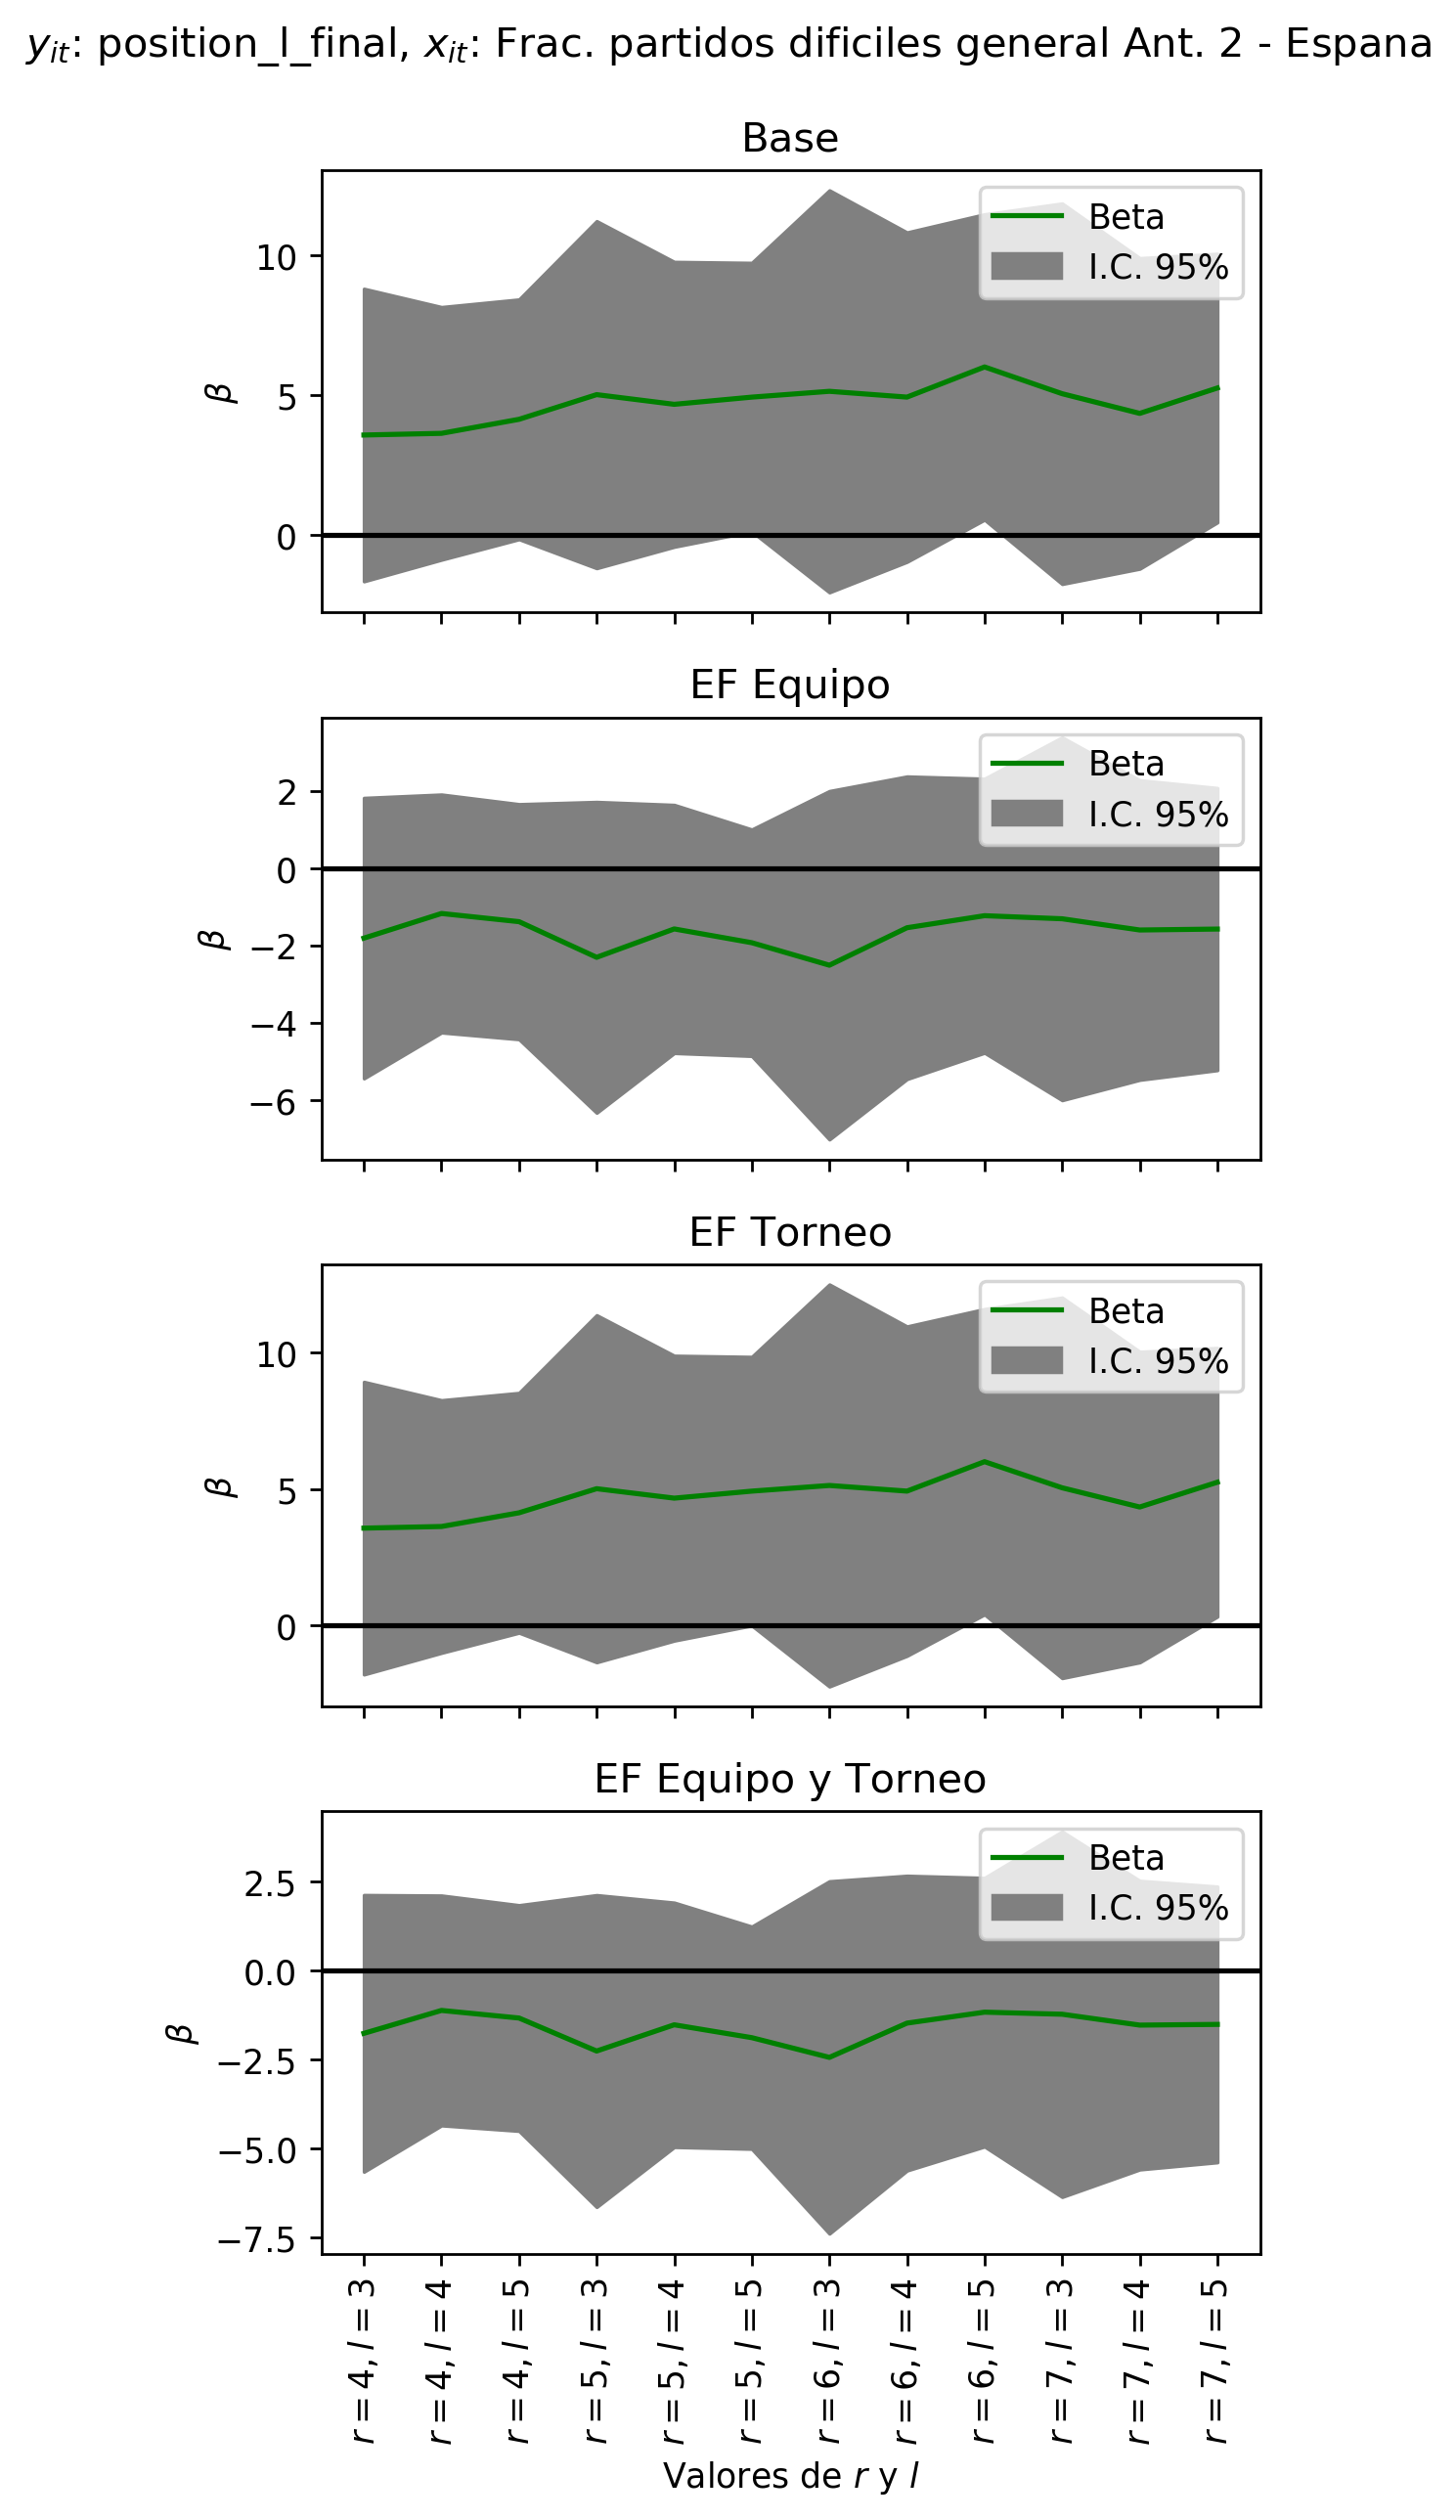 y_it: position_l_final, x_it: Frac. partidos dificiles general Ant. 2 - Espana
Base
Beta
I.C. 95%
10
5
0
β
EF Equipo
Beta
I.C. 95%
2
0
−2
−4
−6
β
EF Torneo
Beta
I.C. 95%
10
5
0
β
EF Equipo y Torneo
Beta
I.C. 95%
2.5
0.0
−2.5
−5.0
−7.5
β
r = 4, l = 3
r = 4, l = 4
r = 4, l = 5
r = 5, l = 3
r = 5, l = 4
r = 5, l = 5
r = 6, l = 3
r = 6, l = 4
r = 6, l = 5
r = 7, l = 3
r = 7, l = 4
r = 7, l = 5
Valores de r y l